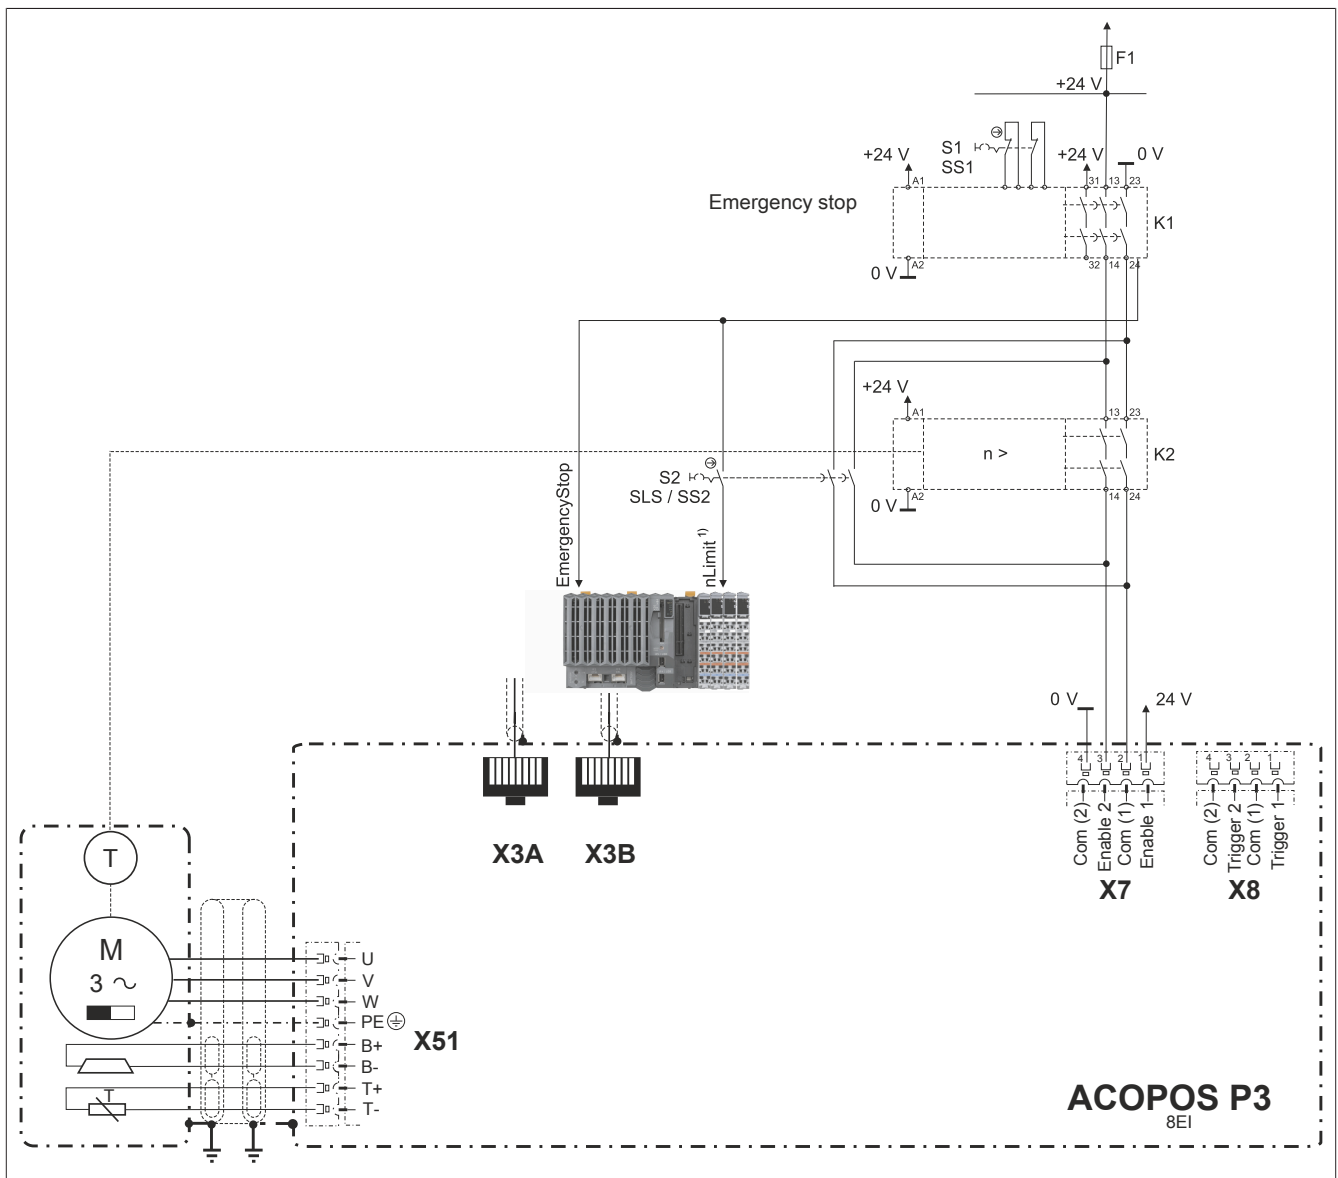 F1
+24 V
S1
SS1
+24 V
+24 V
0 V
A1
31
13
23
Emergency stop
K1
0 V
A2
32
14
24
+24 V
A1
13
23
n >
K2
S2
SLS / SS2
0 V
A2
14
24
EmergencyStop
nLimit 1)
0 V
24 V
4
3
2
1
4
3
2
1
Com (2)
Enable 2
Com (1)
Enable 1
Com (2)
Trigger 2
Com (1)
Trigger 1
X3A
X3B
X7
X8
T
M
3 ~
U
V
W
PE
B+
B-
T+
T-
X51
T
ACOPOS P3
8EI